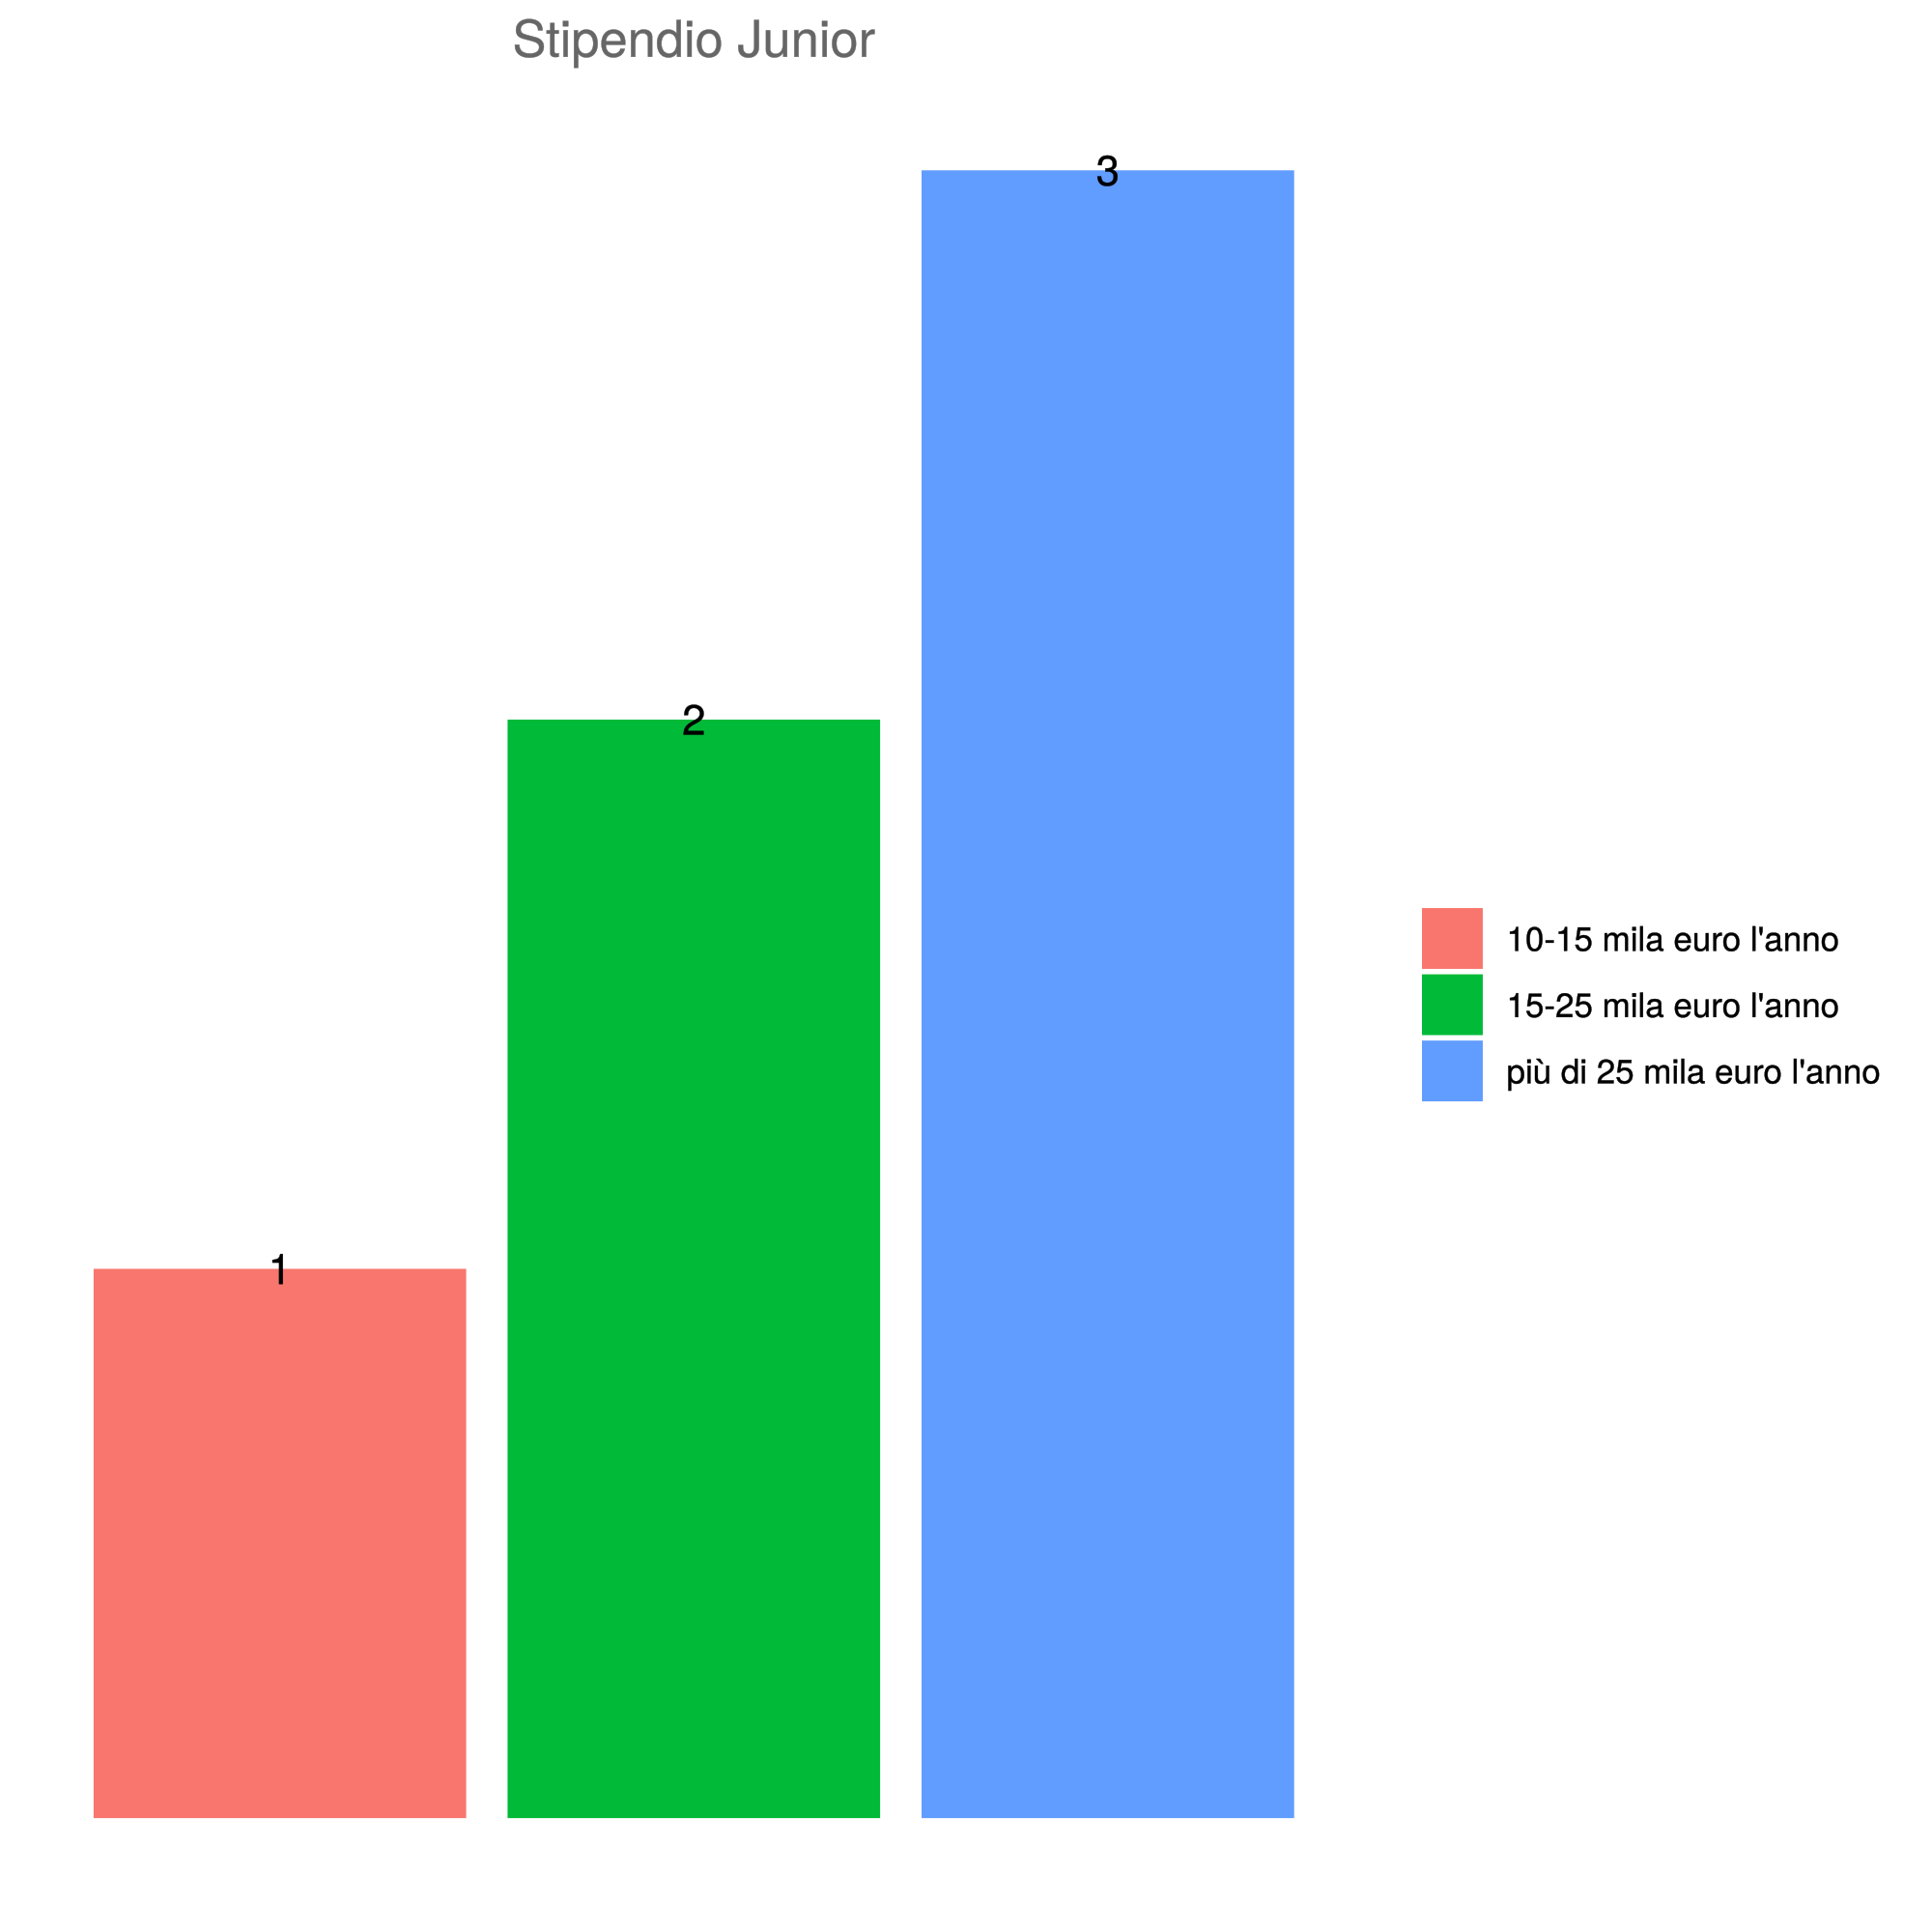 Stipendio Junior
3
2
1
10-15 mila euro l'anno
15-25 mila euro l'anno
più di 25 mila euro l'anno